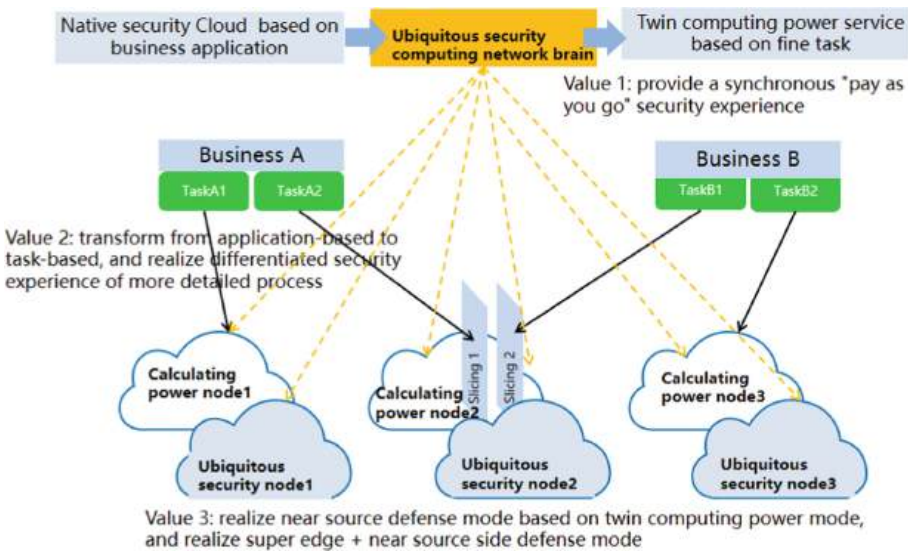 Native security Cloud based on
business application
Ubiquitous security
computing network brain
Twin computing power service
based on fine task
Value 1: provide a synchronous "pay as
you go" security experience
Business A
TaskA1
TaskA2
Business B
TaskB1
TaskB2
Value 2: transform from application-based to
task-based, and realize differentiated security
experience of more detailed process
Calculating
power node1
Ubiquitous
security node1
Calculating
power node2
Slicing 1
Slicing 2
Ubiquitous
security node2
Calculating
power node3
Ubiquitous
security node3
Value 3: realize near source defense mode based on twin computing power mode,
and realize super edge + near source side defense mode